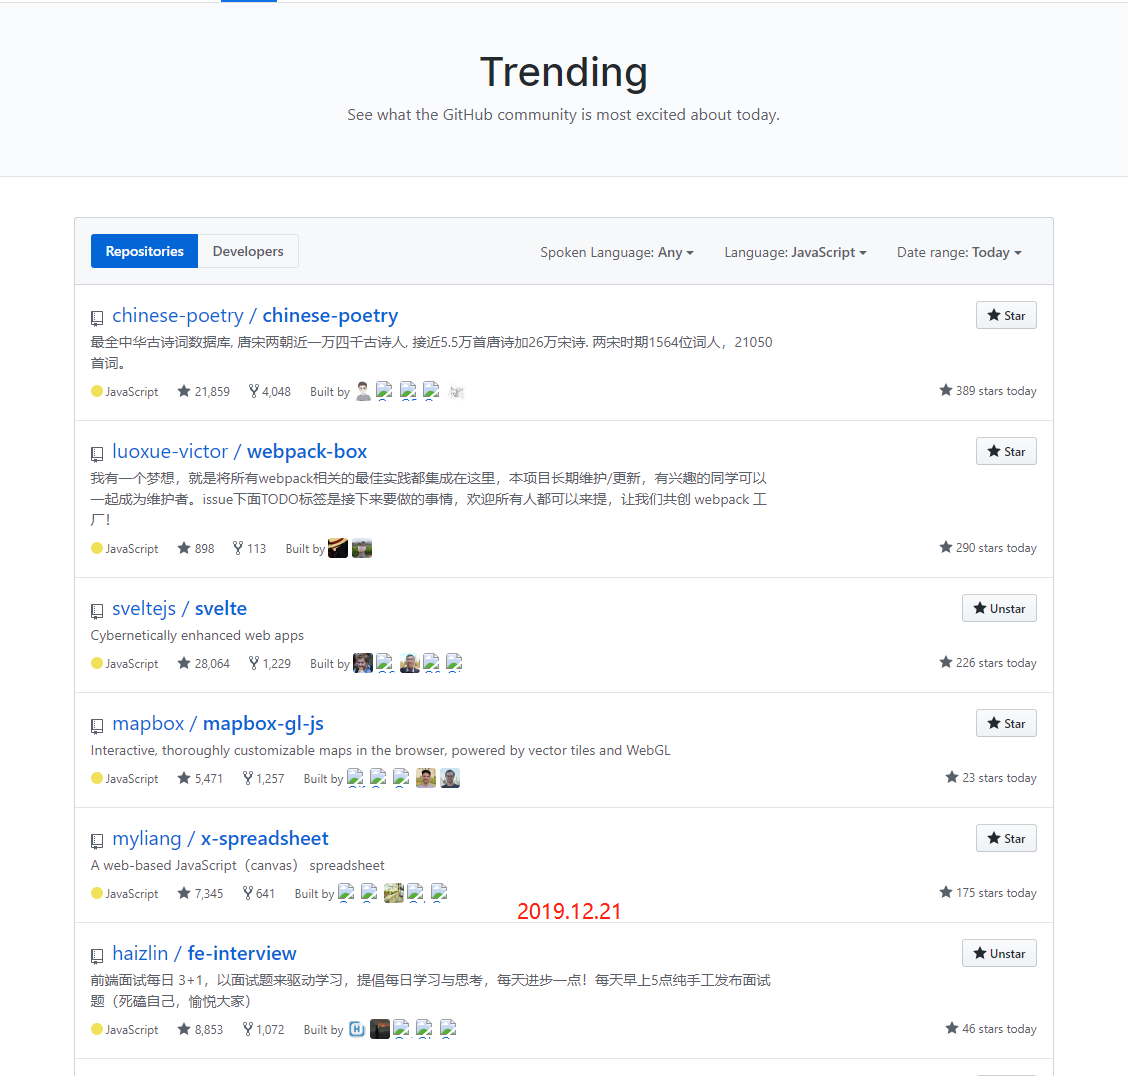 Trending
See what the GitHub community is most excited about today.
Repositories Developers Spoken Language: Any Language: JavaScript Date range: Today
chinese-poetry / chinese-poetry Star
最全中华古诗词数据库, 唐宋两朝近一万四千古诗人, 接近5.5万首唐诗加26万宋诗. 两宋时期1564位词人，21050
首词。
JavaScript 21,859 4,048 Built by 389 stars today
luoxue-victor / webpack-box Star
我有一个梦想，就是将所有webpack相关的最佳实践都集成在这里，本项目长期维护/更新，有兴趣的同学可以
一起成为维护者。issue下面TODO标签是接下来要做的事情，欢迎所有人都可以来提，让我们共创 webpack 工
厂！
JavaScript 898 113 Built by 290 stars today
sveltejs / svelte Unstar
Cybernetically enhanced web apps
JavaScript 28,064 1,229 Built by 226 stars today
mapbox / mapbox-gl-js Star
Interactive, thoroughly customizable maps in the browser, powered by vector tiles and WebGL
JavaScript 5,471 1,257 Built by 23 stars today
myliang / x-spreadsheet Star
A web-based JavaScript（canvas） spreadsheet
JavaScript 7,345 641 Built by 175 stars today
2019.12.21
haizlin / fe-interview Unstar
前端面试每日 3+1，以面试题来驱动学习，提倡每日学习与思考，每天进步一点！每天早上5点纯手工发布面试
题（死磕自己，愉悦大家）
JavaScript 8,853 1,072 Built by 46 stars today